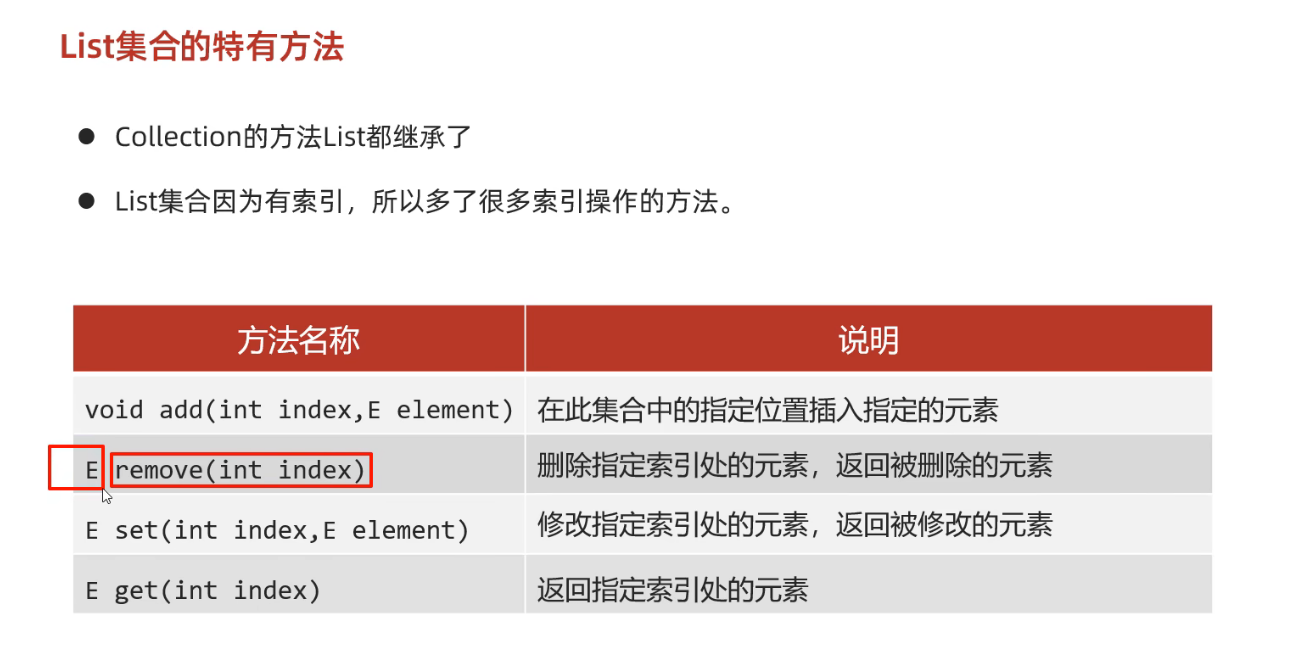 List集合的特有方法
● Collection的方法List都继承了
● List集合因为有索引，所以多了很多索引操作的方法。
方法名称 说明
void add(int index,E element) 在此集合中的指定位置插入指定的元素
E remove(int index) 删除指定索引处的元素，返回被删除的元素
E set(int index,E element) 修改指定索引处的元素，返回被修改的元素
E get(int index) 返回指定索引处的元素